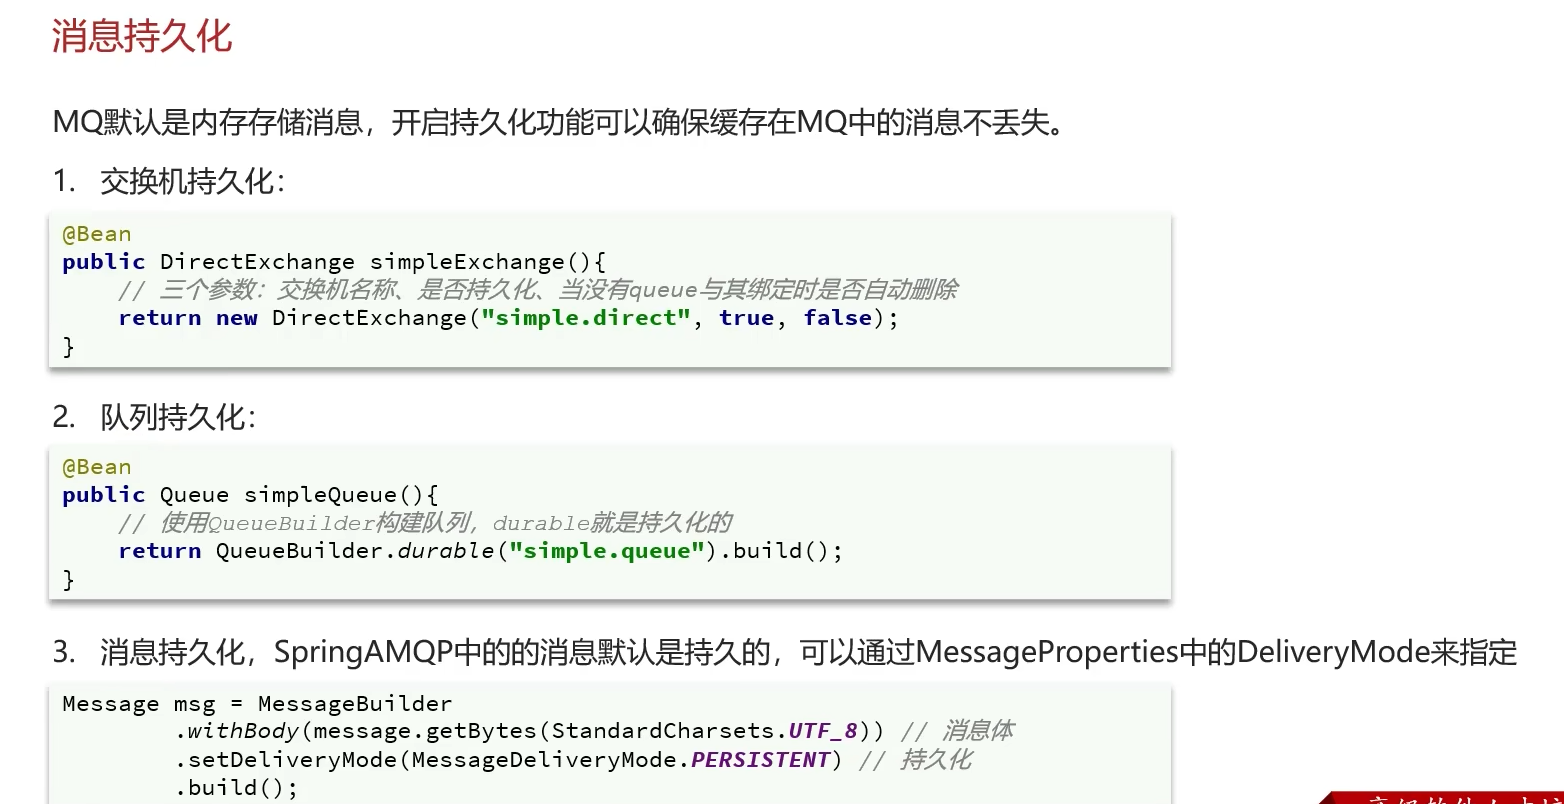 消息持久化
MQ默认是内存存储消息，开启持久化功能可以确保缓存在MQ中的消息不丢失。
1. 交换机持久化：
@Bean
public DirectExchange simpleExchange(){
    // 三个参数：交换机名称、是否持久化、当没有queue与其绑定时是否自动删除
    return new DirectExchange("simple.direct", true, false);
}
2. 队列持久化：
@Bean
public Queue simpleQueue(){
    // 使用QueueBuilder构建队列，durable就是持久化的
    return QueueBuilder.durable("simple.queue").build();
}
3. 消息持久化，SpringAMQP中的的消息默认是持久的，可以通过MessageProperties中的DeliveryMode来指定
Message msg = MessageBuilder
        .withBody(message.getBytes(StandardCharsets.UTF_8)) // 消息体
        .setDeliveryMode(MessageDeliveryMode.PERSISTENT) // 持久化
        .build();